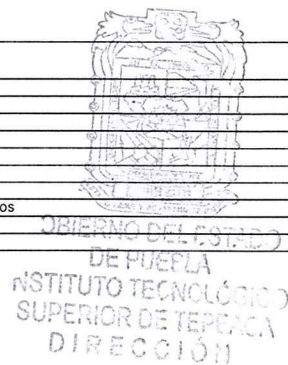 os
OBIERNO DEL ESTADO
DE PUEBLA
NSTITUTO TECNOLÓGICO
SUPERIOR DE TEPEACA
DIRECCIÓN